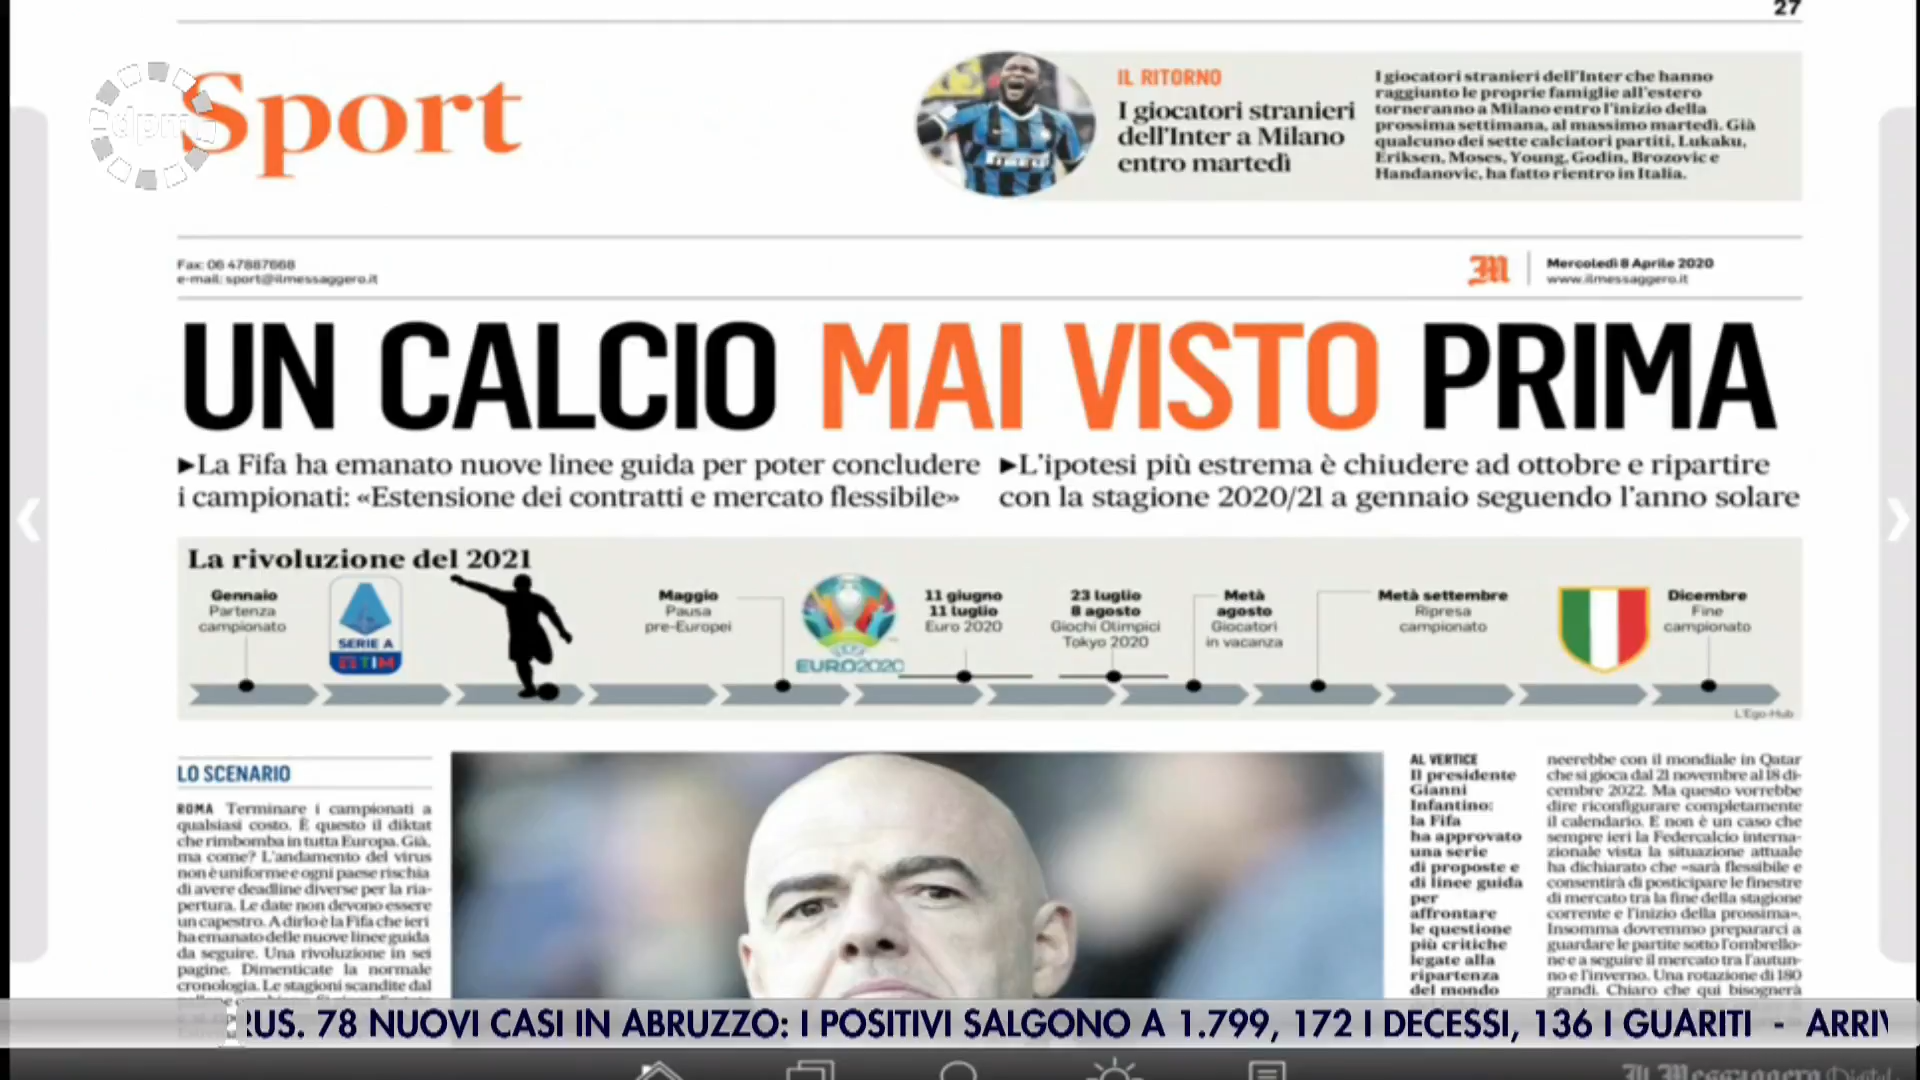 27
dpm
Sport
IL RITORNO
I giocatori stranieri
dell'Inter a Milano
entro martedì
I giocatori stranieri dell'Inter che hanno
raggiunto le proprie famiglie all'estero
torneranno a Milano entro l'inizio della
prossima settimana, al massimo martedì. Già
qualcuno dei sette calciatori partiti, Lukaku,
Eriksen, Moses, Young, Godin, Brozovic e
Handanovic, ha fatto rientro in Italia.
Fax: 06 47887668
e-mail: sport@ilmessaggero.it
M
Mercoledì 8 Aprile 2020
www.ilmessaggero.it
UN CALCIO MAI VISTO PRIMA
►La Fifa ha emanato nuove linee guida per poter concludere
i campionati: «Estensione dei contratti e mercato flessibile»
►L'ipotesi più estrema è chiudere ad ottobre e ripartire
con la stagione 2020/21 a gennaio seguendo l'anno solare
La rivoluzione del 2021
Gennaio
Partenza
campionato
SERIE A
TIM
Maggio
Pausa
pre-Europei
UEFA
EURO2020
11 giugno
11 luglio
Euro 2020
23 luglio
8 agosto
Giochi Olimpici
Tokyo 2020
Metà
agosto
Giocatori
in vacanza
Metà settembre
Ripresa
campionato
Dicembre
Fine
campionato
L'Ego-Hub
LO SCENARIO
ROMA Terminare i campionati a
qualsiasi costo. È questo il diktat
che rimbomba in tutta Europa. Già,
ma come? L'andamento del virus
non è uniforme e ogni paese rischia
di avere deadline diverse per la ria-
pertura. Le date non devono essere
un capestro. A dirlo è la Fifa che ieri
ha emanato delle nuove linee guida
da seguire. Una rivoluzione in sei
pagine. Dimenticate la normale
cronologia. Le stagioni scandite dal
AL VERTICE
Il presidente
Gianni
Infantino:
la Fifa
ha approvato
una serie
di proposte e
di linee guida
per
affrontare
le questione
più critiche
legate alla
ripartenza
del mondo
neerebbe con il mondiale in Qatar
che si gioca dal 21 novembre al 18 di-
cembre 2022. Ma questo vorrebbe
dire riconfigurare completamente
il calendario. E non è un caso che
sempre ieri la Federcalcio interna-
zionale vista la situazione attuale
ha dichiarato che «sarà flessibile e
consentirà di posticipare le finestre
di mercato tra la fine della stagione
corrente e l'inizio della prossima».
Insomma dovremmo prepararci a
guardare le partite sotto l'ombrello-
ne e a seguire il mercato tra l'autun-
no e l'inverno. Una rotazione di 180
grandi. Chiaro che qui bisognerà
RUS. 78 NUOVI CASI IN ABRUZZO: I POSITIVI SALGONO A 1.799, 172 I DECESSI, 136 I GUARITI - ARRIV
Il Messaggero Digital